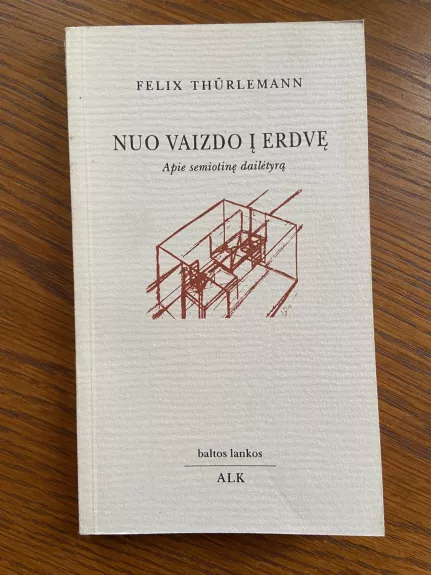 FELIX THÜRLEMANN
NUO VAIZDO Į ERDVĘ
Apie semiotinę dailėtyrą
baltos lankos
ALK